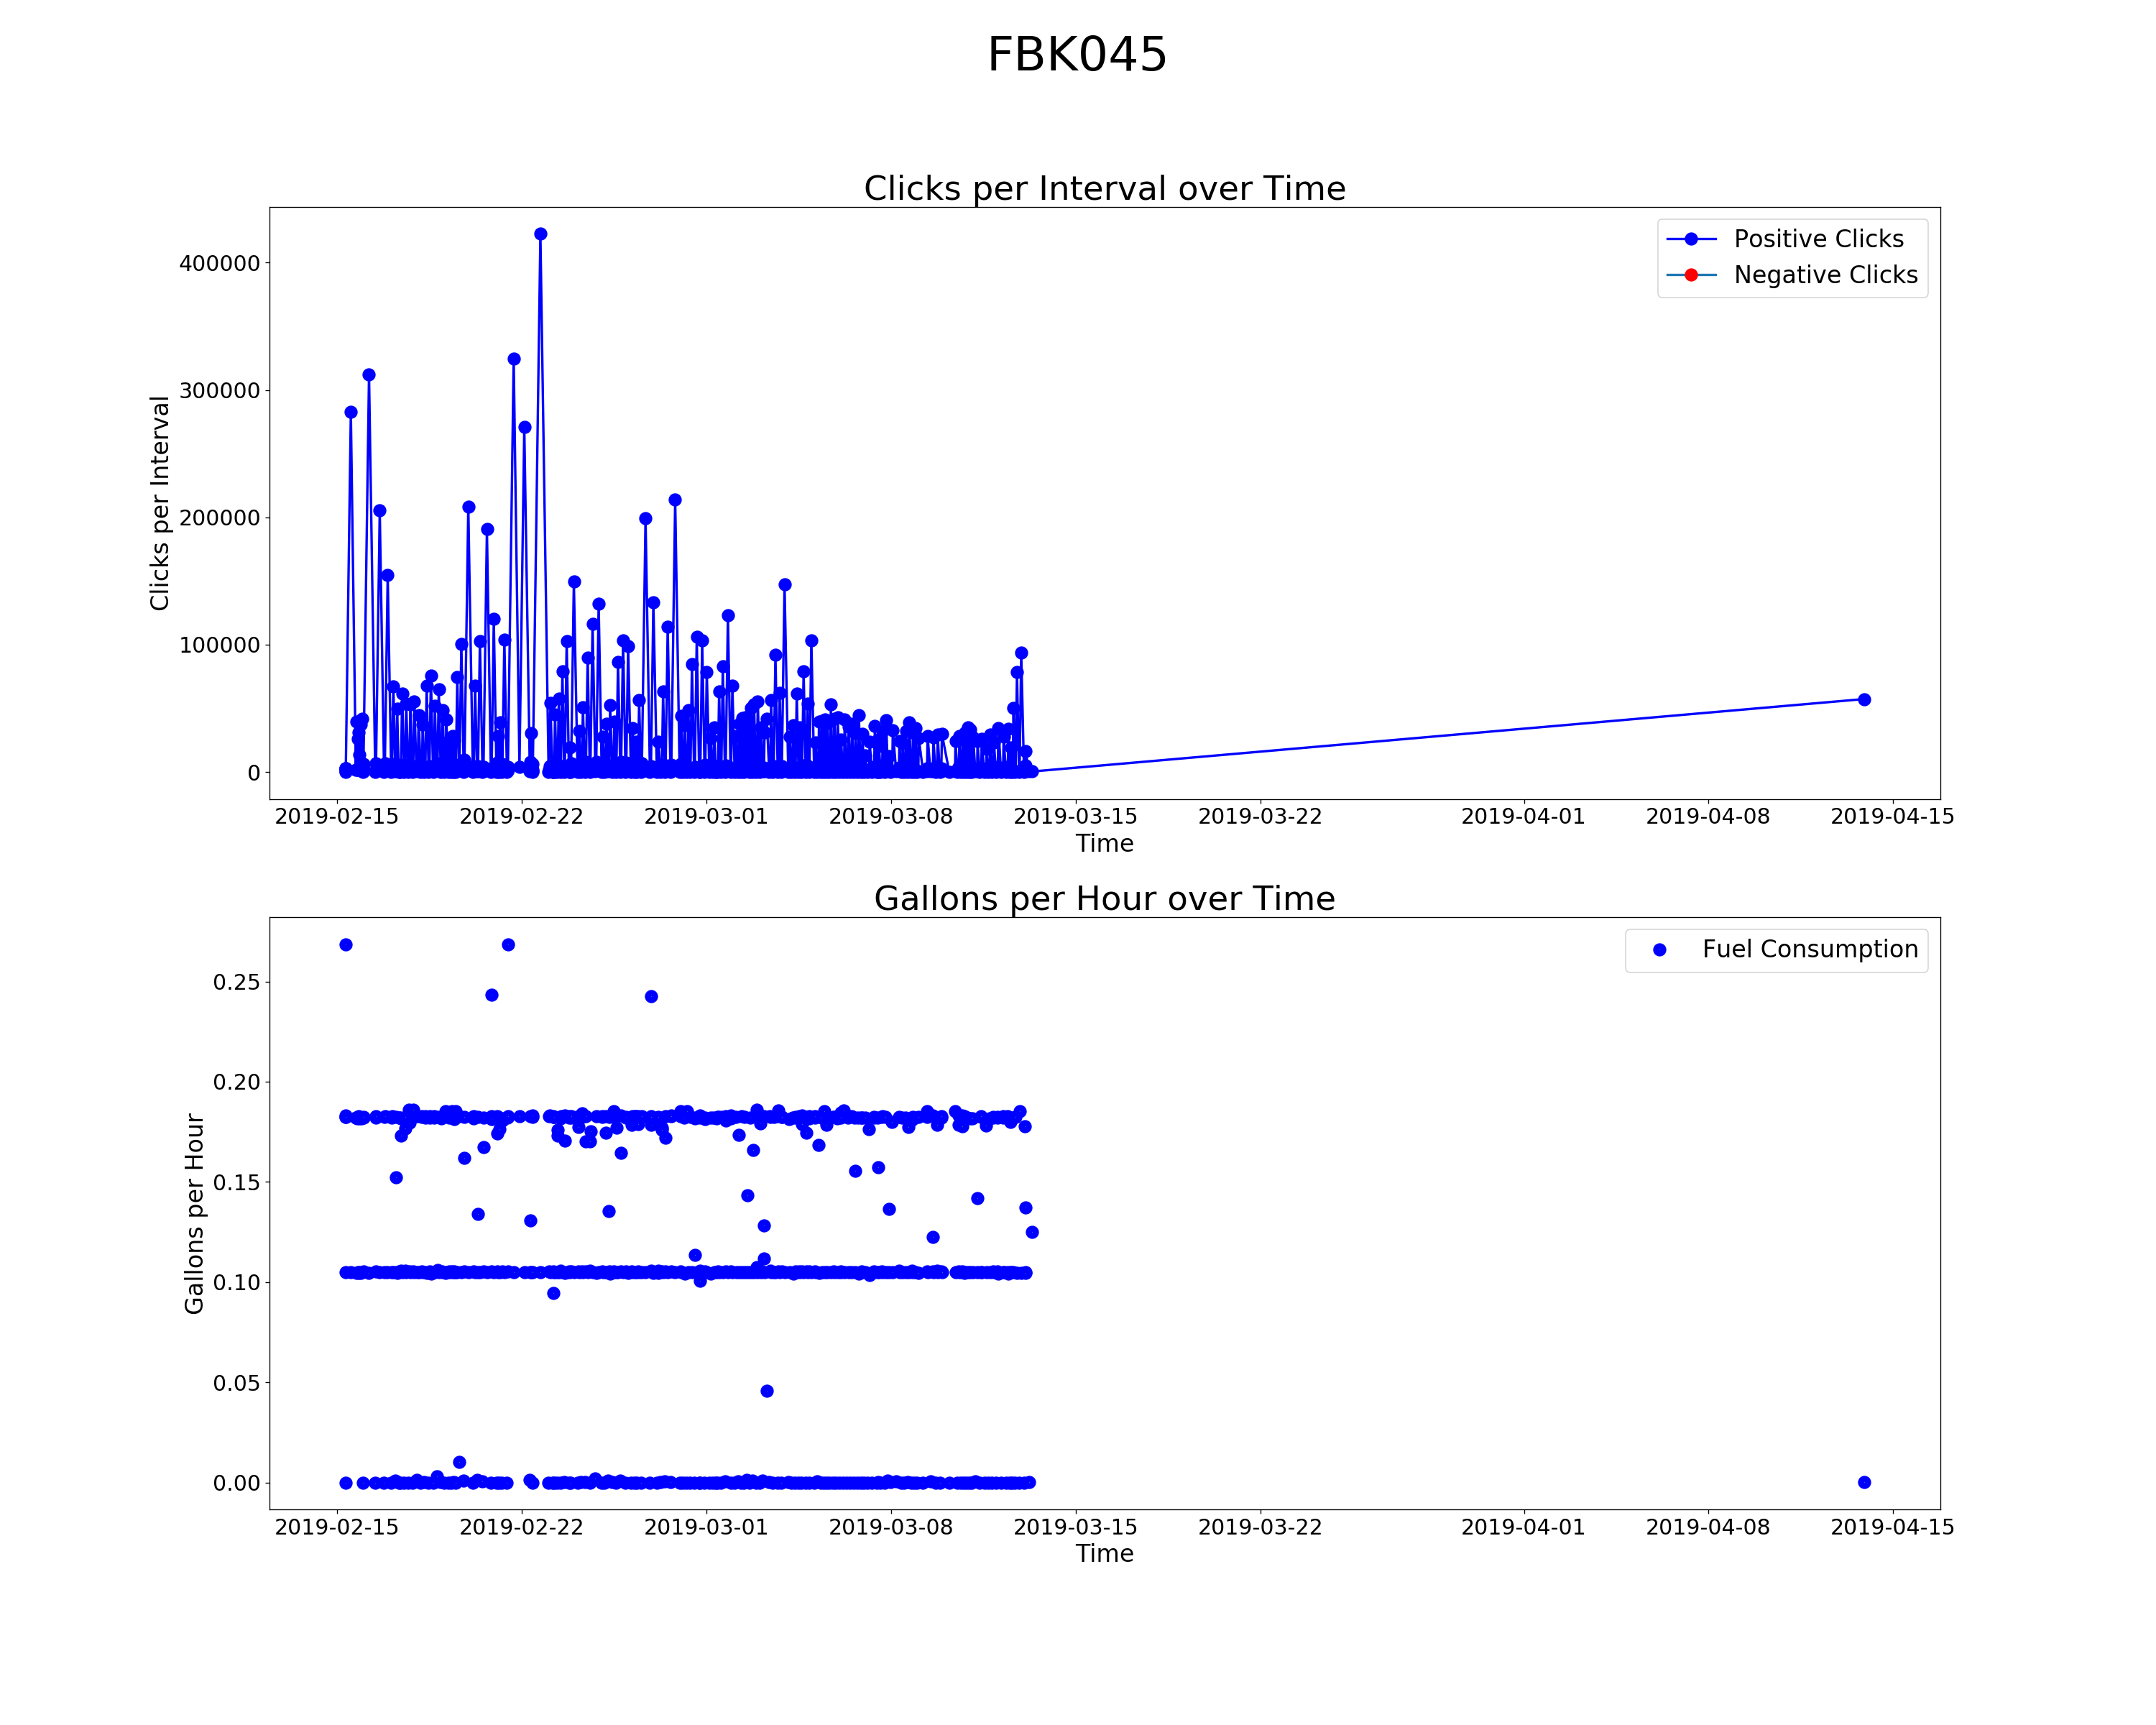 FBK045
Clicks per Interval over Time
Positive Clicks
Negative Clicks
400000
300000
200000
100000
0
Clicks per Interval
2019-02-15 2019-02-22 2019-03-01 2019-03-08 2019-03-15 2019-03-22 2019-04-01 2019-04-08 2019-04-15
Time
Gallons per Hour over Time
Fuel Consumption
0.25
0.20
0.15
0.10
0.05
0.00
Gallons per Hour
2019-02-15 2019-02-22 2019-03-01 2019-03-08 2019-03-15 2019-03-22 2019-04-01 2019-04-08 2019-04-15
Time